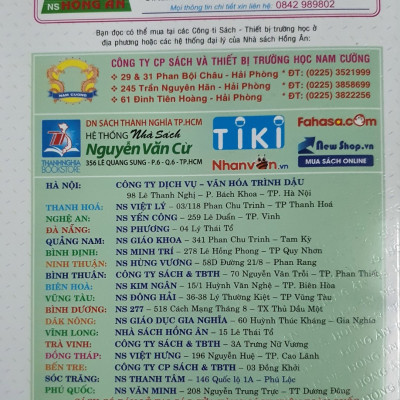 NS HỒNG ÂN
Mọi thông tin chi tiết xin liên hệ 0842 989802
Bạn đọc có thể mua tại các Công ti Sách - Thiết bị trường học ở
địa phương hoặc các hệ thống đại lý của Nhà sách Hồng Ân:
NAM CƯỜNG
CÔNG TY CP SÁCH VÀ THIẾT BỊ TRƯỜNG HỌC NAM CƯỜNG
29 & 31 Phan Bội Châu - Hải Phòng * ĐT: (0225) 3521999
245 Trần Nguyên Hãn - Hải Phòng * ĐT: (0225) 3858699
61 Đinh Tiên Hoàng - Hải Phòng * ĐT: (0225) 3822256
THANHNGHIA BOOKSTORE
DN SÁCH THÀNH NGHĨA TP.HCM
HỆ THỐNG Nhà Sách
Nguyễn Văn Cừ
356 LÊ QUANG SUNG - P.6 - Q.6 - TP.HCM
TIKI
Nhanvan.vn
Fahasa.com
NewShop.vn
MUA SÁCH ONLINE
HÀ NỘI: CÔNG TY DỊCH VỤ - VĂN HÓA TRÌNH DẬU
98 Lê Thanh Nghị - P. Bách Khoa - TP. Hà Nội
THANH HOÁ: NS VIỆT LÝ - 03/118 Phan Chu Trinh - TP Thanh Hoá
NGHỆ AN: NS YẾN CÔNG - 259 Lê Duẩn - TP. Vinh
ĐÀ NẴNG: NS PHƯƠNG - 04 Lý Thái Tổ
QUẢNG NAM: NS GIÁO KHOA - 341 Phan Chu Trinh - Tam Kỳ
BÌNH ĐỊNH: NS MINH TRÍ - 278 Lê Hồng Phong - TP Quy Nhơn
NINH THUẬN: NS HÙNG VƯƠNG - 58D Đường 21/8 - Phan Rang
BÌNH THUẬN: CÔNG TY SÁCH & TBTH - 70 Nguyễn Văn Trỗi - TP. Phan Thiết
BIÊN HOÀ: NS KIM NGÂN - 15/1 Huỳnh Văn Nghệ - TP. Biên Hòa
VŨNG TÀU: NS ĐÔNG HẢI - 36-38 Lý Thường Kiệt - TP Vũng Tàu
BÌNH DƯƠNG: NS 277 - 518 Cách Mạng Tháng 8 - TX Thủ Dầu Một
ĐẮK NÔNG: NS GIÁO DỤC GIA NGHĨA - 60 Huỳnh Thúc Kháng - Gia Nghĩa
VĨNH LONG: NHÀ SÁCH HỒNG ÂN - 15 Lê Thái Tổ
TRÀ VINH: CÔNG TY SÁCH & TBTH - 3A Trưng Nữ Vương
ĐỒNG THÁP: NS VIỆT HƯNG - 196 Nguyễn Huệ - TP. Cao Lãnh
BẾN TRE: CÔNG TY CP SÁCH & TBTH - 03 Đồng Khởi
SÓC TRĂNG: NS THANH TÂM - 146 Quốc lộ 1A - Phú Lộc
PHÚ QUỐC: NS VĂN MINH - 208 Nguyễn Trung Trực - TT Dương Đông